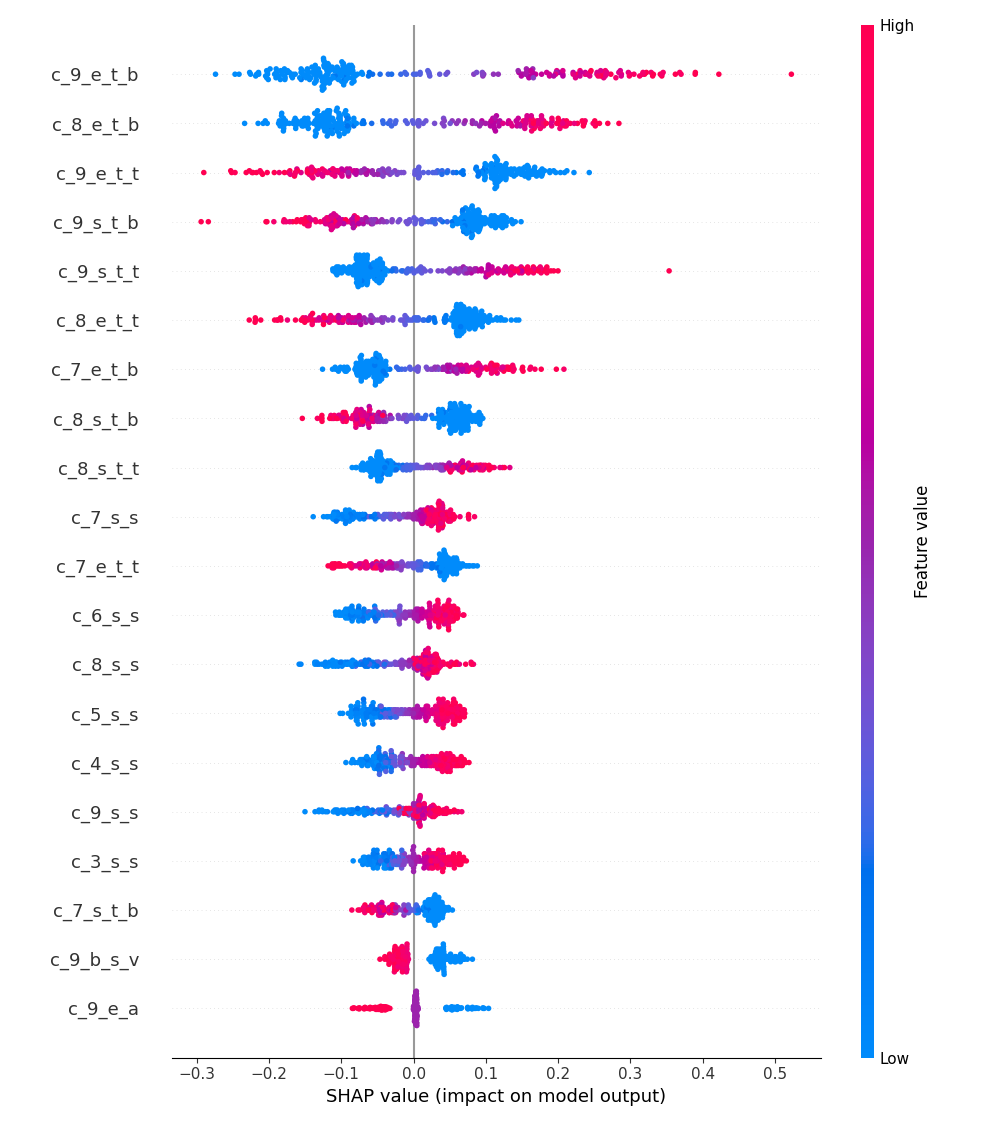 High
c_9_e_t_b
c_8_e_t_b
c_9_e_t_t
c_9_s_t_b
c_9_s_t_t
c_8_e_t_t
c_7_e_t_b
c_8_s_t_b
c_8_s_t_t
c_7_s_s
c_7_e_t_t
c_6_s_s
c_8_s_s
c_5_s_s
c_4_s_s
c_9_s_s
c_3_s_s
c_7_s_t_b
c_9_b_s_v
c_9_e_a
Feature value
Low
−0.3 −0.2 −0.1 0.0 0.1 0.2 0.3 0.4 0.5
SHAP value (impact on model output)